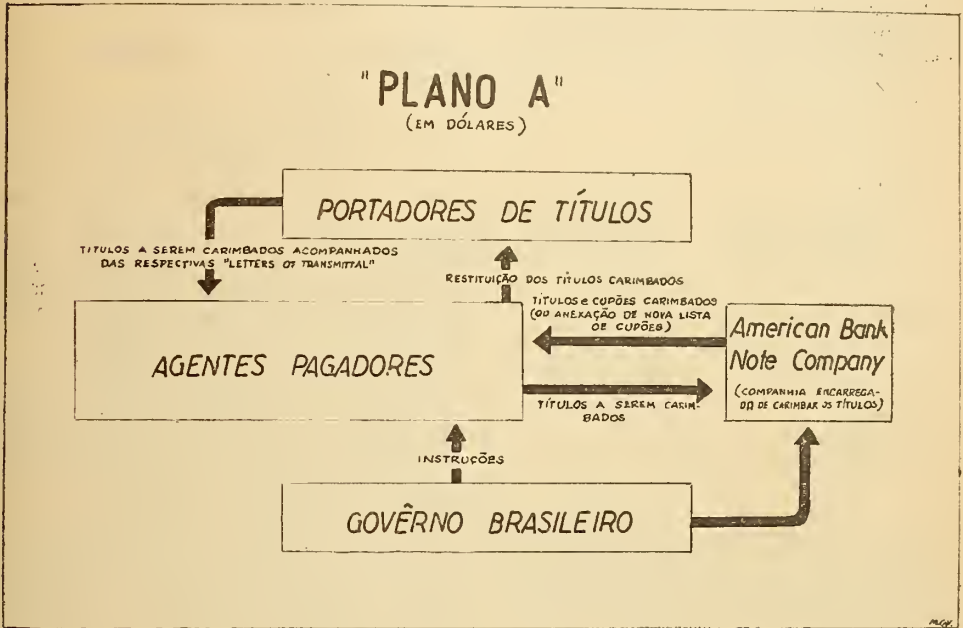 "PLANO A"
(EM DÓLARES)
PORTADORES DE TÍTULOS
TITULOS A SEREM CARIMBADOS ACOMPANHADOS
DAS RESPECTIVAS "LETTERS OF TRANSMITTAL"
RESTITUIÇÃO DOS TÍTULOS CARIMBADOS
TÍTULOS e CUPÕES CARIMBADOS
(OU ANEXAÇÃO DE NOVA LISTA
DE CUPÕES)
AGENTES PAGADORES
American Bank
Note Company
(COMPANHIA ENCARREGA-
DA DE CARIMBAR OS TÍTULOS)
TÍTULOS A SEREM CARIM-
BADOS
INSTRUÇÕES
GOVÊRNO BRASILEIRO